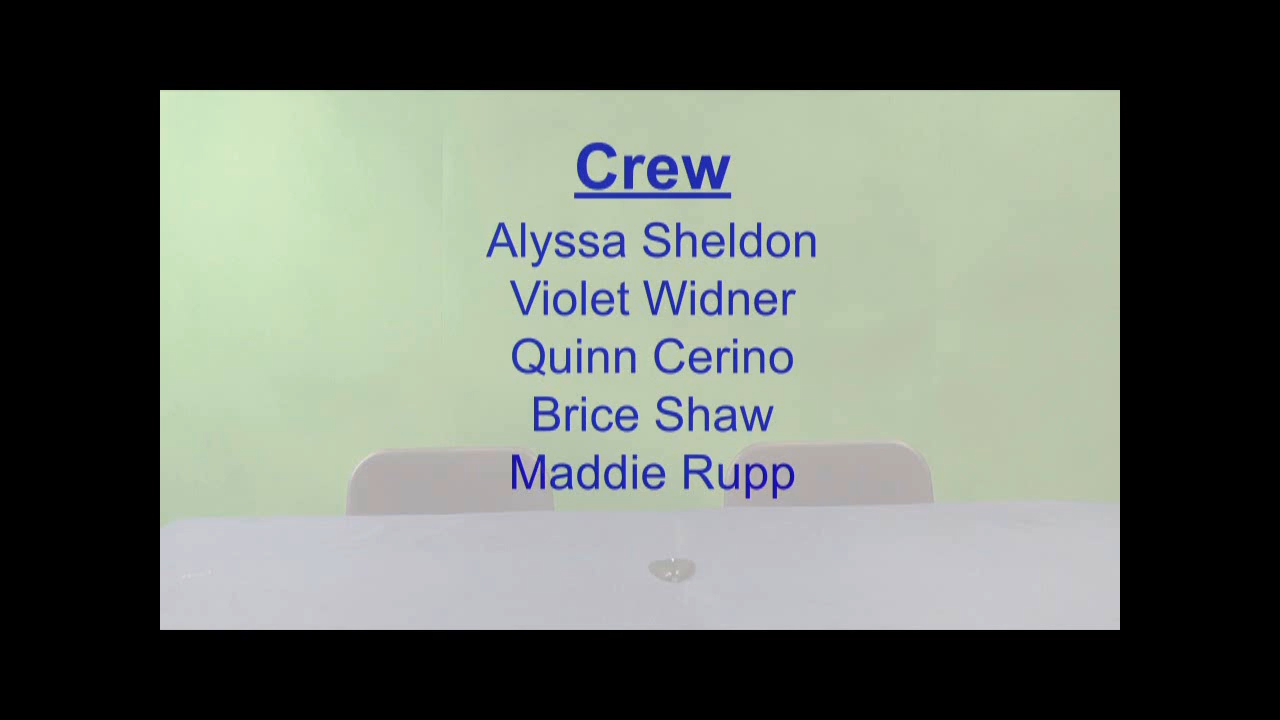 Crew
Alyssa Sheldon
Violet Widner
Quinn Cerino
Brice Shaw
Maddie Rupp